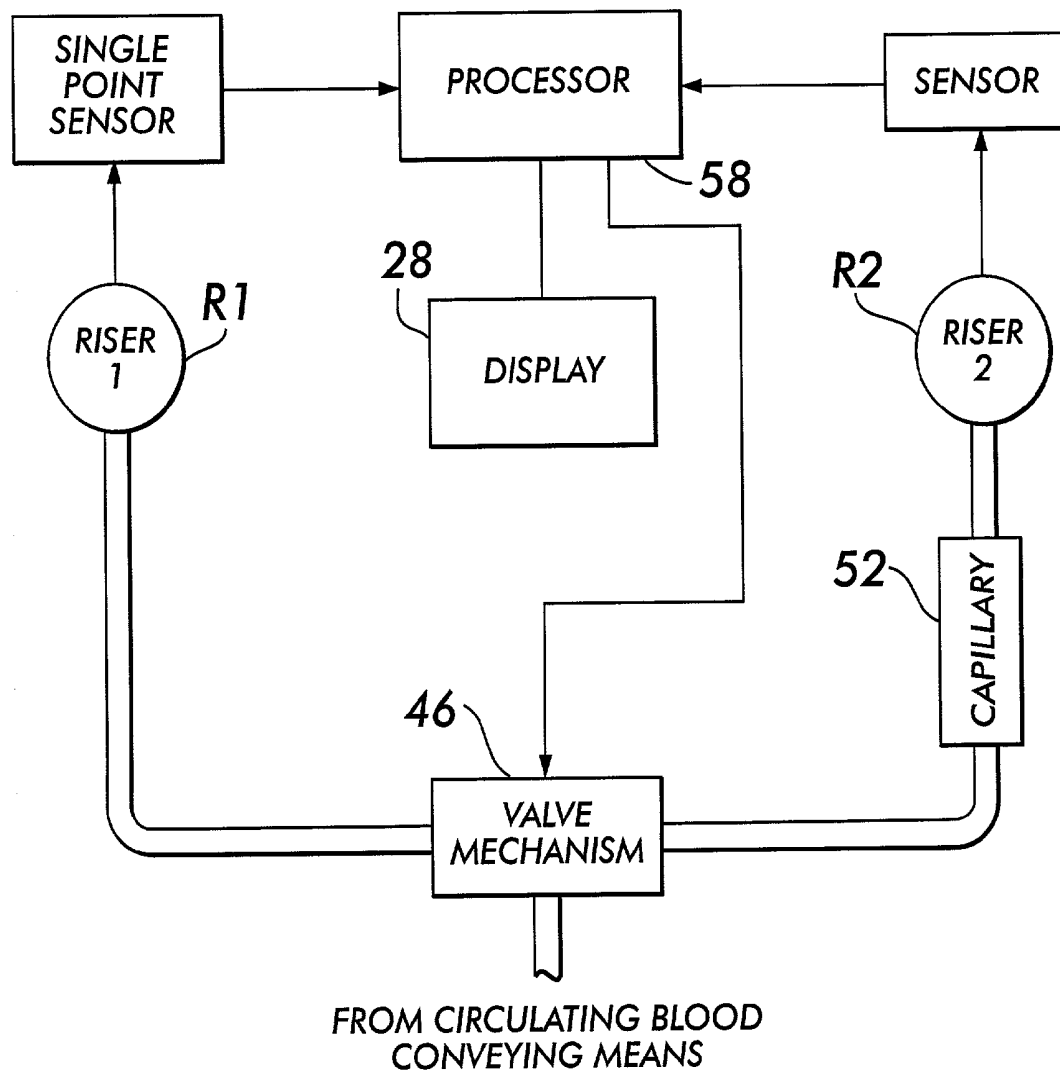 SINGLE
POINT
SENSOR
PROCESSOR
SENSOR
58
28
R1
R2
RISER
1
DISPLAY
RISER
2
52
CAPILLARY
46
VALVE
MECHANISM
FROM CIRCULATING BLOOD
CONVEYING MEANS